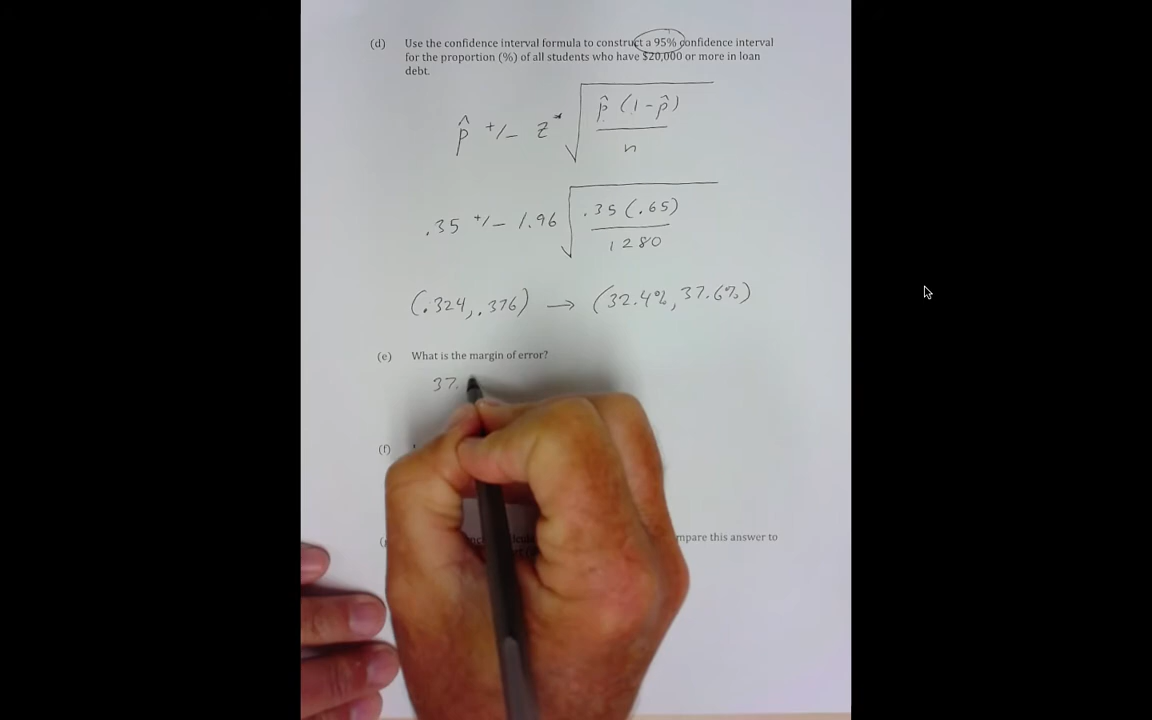 (d) Use the confidence interval formula to construct a 95% confidence interval
for the proportion (%) of all students who have $20,000 or more in loan
debt.
p̂ +/- z* √(p̂ (1-p̂) / n)
.35 +/- 1.96 √(.35 (.65) / 1280)
(.324, .376) → (32.4%, 37.6%)
(e) What is the margin of error?
37.
(f)
mpare this answer to